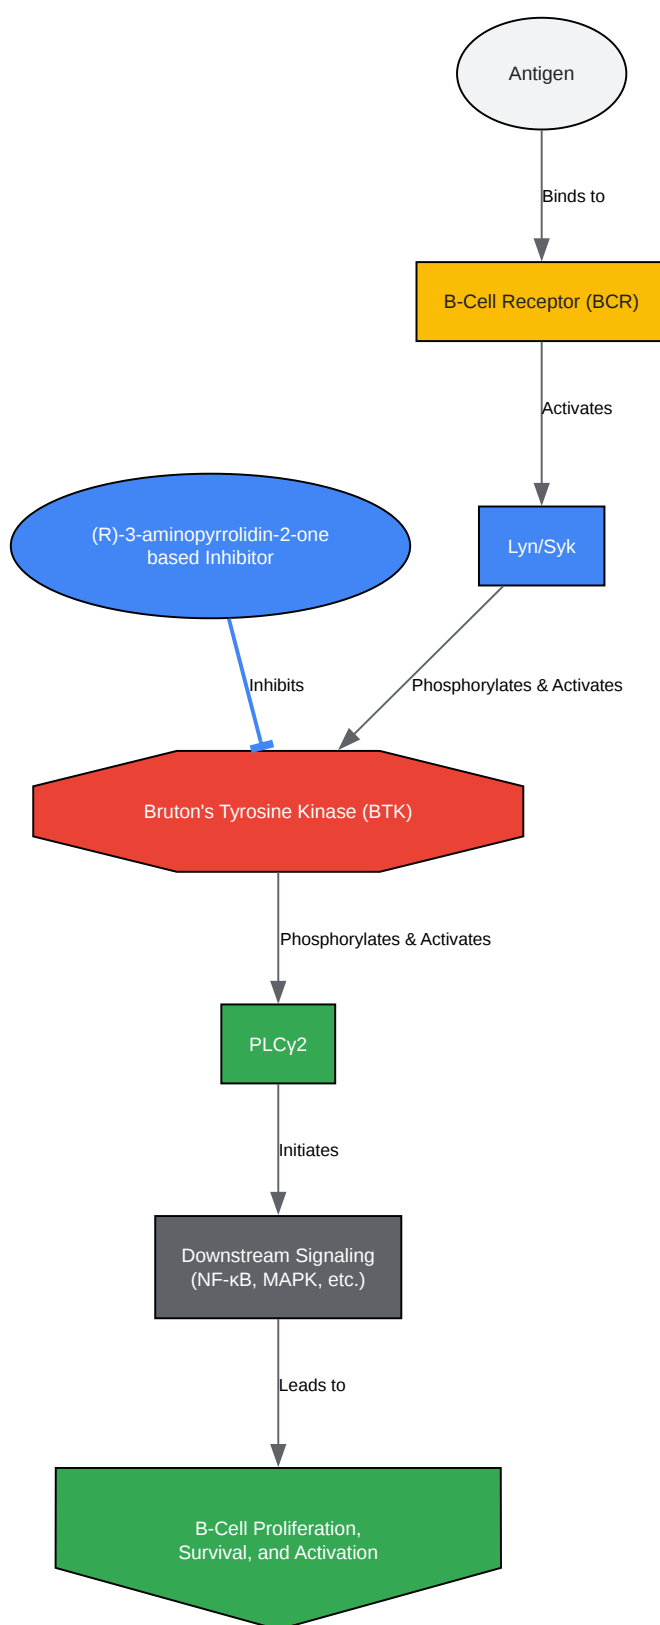 Antigen
Binds to
B-Cell Receptor (BCR)
Activates
(R)-3-aminopyrrolidin-2-one
based Inhibitor
Lyn/Syk
Inhibits
Phosphorylates & Activates
Bruton's Tyrosine Kinase (BTK)
Phosphorylates & Activates
PLCγ2
Initiates
Downstream Signaling
(NF-κB, MAPK, etc.)
Leads to
B-Cell Proliferation,
Survival, and Activation